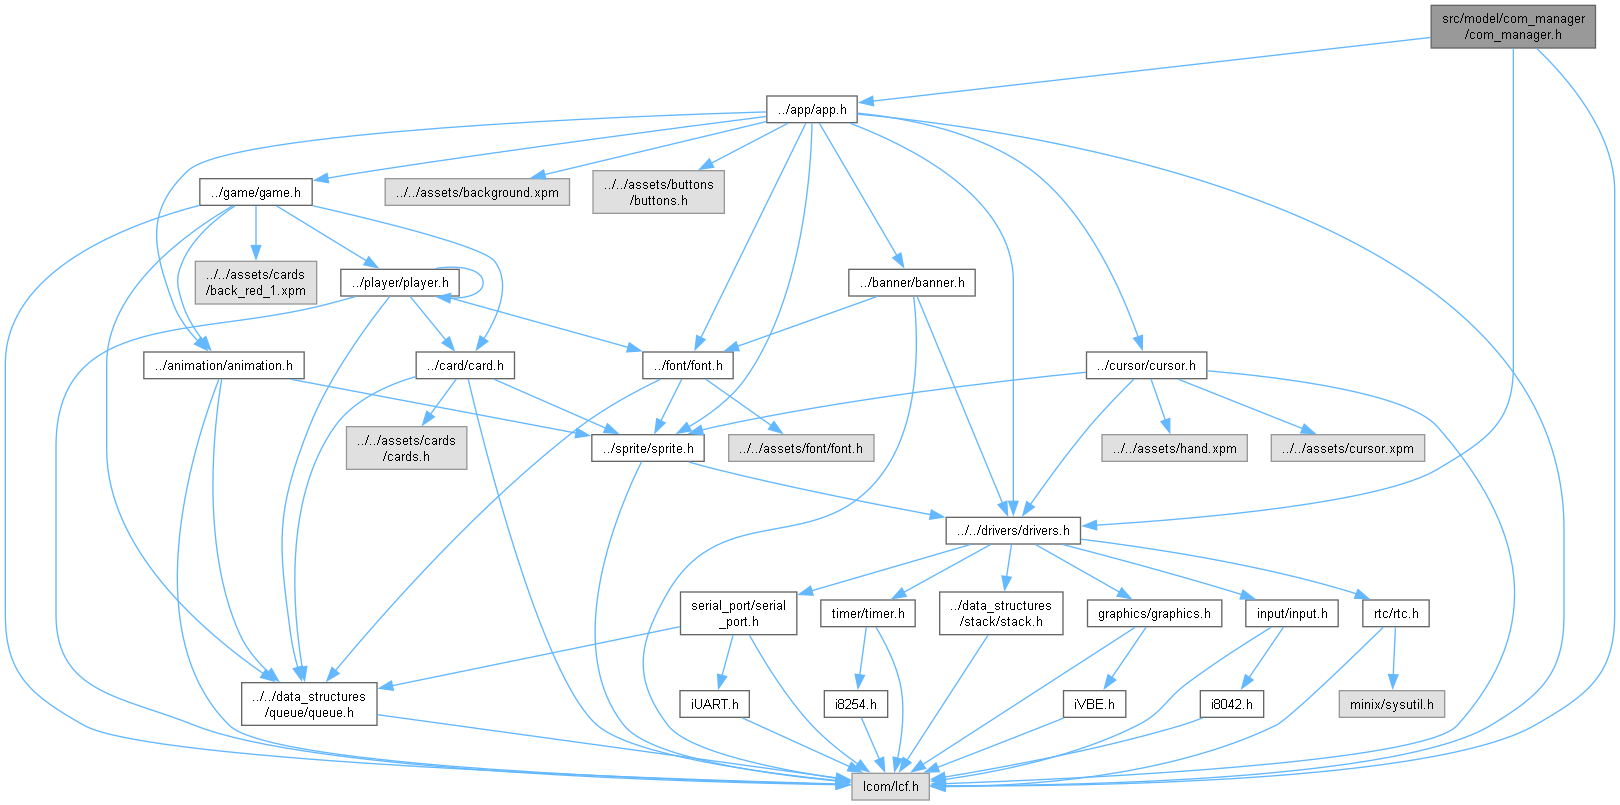 src/model/com_manager
/com_manager.h
../app/app.h
../game/game.h
../../assets/background.xpm
../../assets/buttons
/buttons.h
../../assets/cards
/back_red_1.xpm
../player/player.h
../banner/banner.h
../animation/animation.h
../card/card.h
../font/font.h
../cursor/cursor.h
../../assets/cards
/cards.h
../sprite/sprite.h
../../assets/font/font.h
../../assets/hand.xpm
../../assets/cursor.xpm
../../drivers/drivers.h
serial_port/serial
_port.h
timer/timer.h
../data_structures
/stack/stack.h
graphics/graphics.h
input/input.h
rtc/rtc.h
../../data_structures
/queue/queue.h
iUART.h
i8254.h
iVBE.h
i8042.h
minix/sysutil.h
lcom/lcf.h